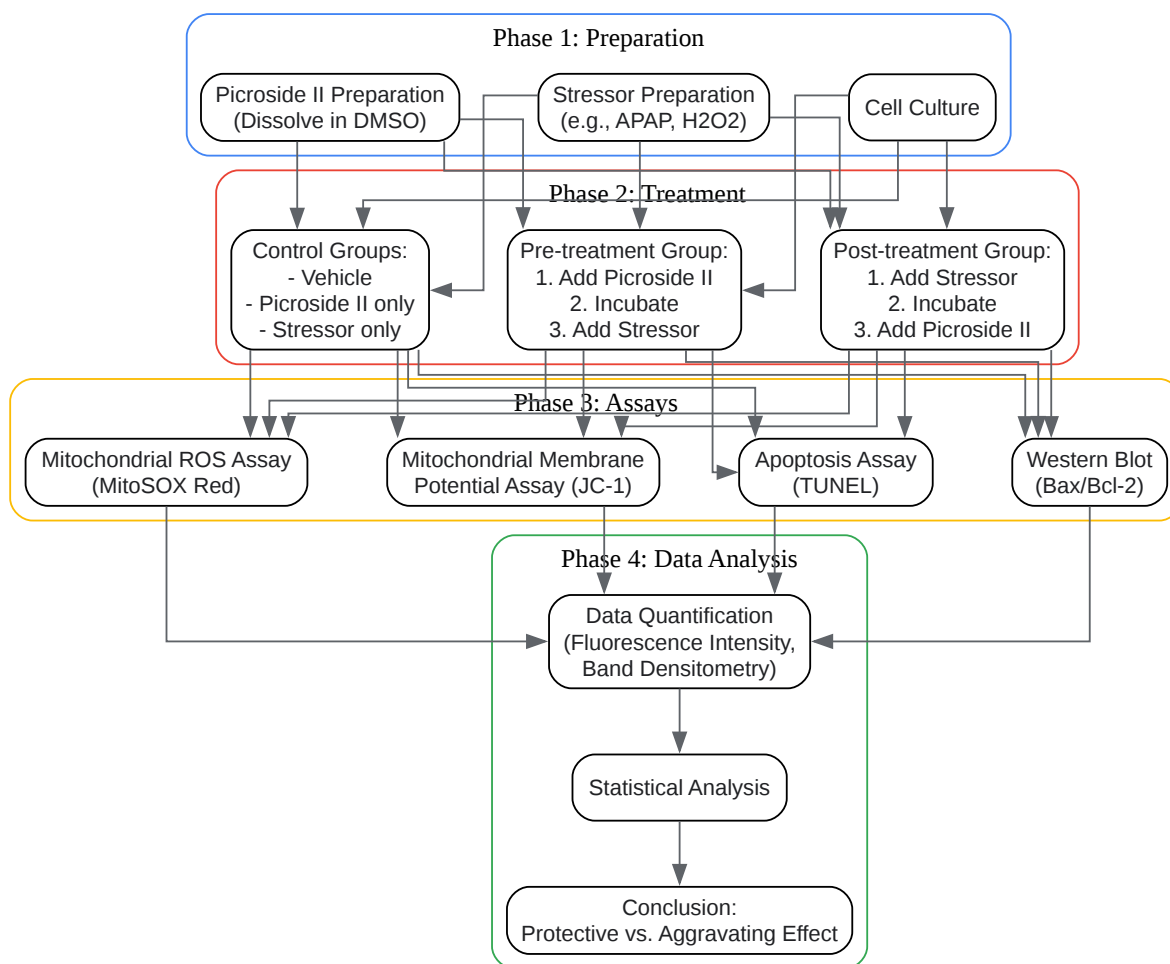 Phase 1: Preparation
Picroside II Preparation
(Dissolve in DMSO)
Stressor Preparation
(e.g., APAP, H2O2)
Cell Culture
Phase 2: Treatment
Control Groups:
- Vehicle
- Picroside II only
- Stressor only
Pre-treatment Group:
1. Add Picroside II
2. Incubate
3. Add Stressor
Post-treatment Group:
1. Add Stressor
2. Incubate
3. Add Picroside II
Phase 3: Assays
Mitochondrial ROS Assay
(MitoSOX Red)
Mitochondrial Membrane
Potential Assay (JC-1)
Apoptosis Assay
(TUNEL)
Western Blot
(Bax/Bcl-2)
Phase 4: Data Analysis
Data Quantification
(Fluorescence Intensity,
Band Densitometry)
Statistical Analysis
Conclusion:
Protective vs. Aggravating Effect